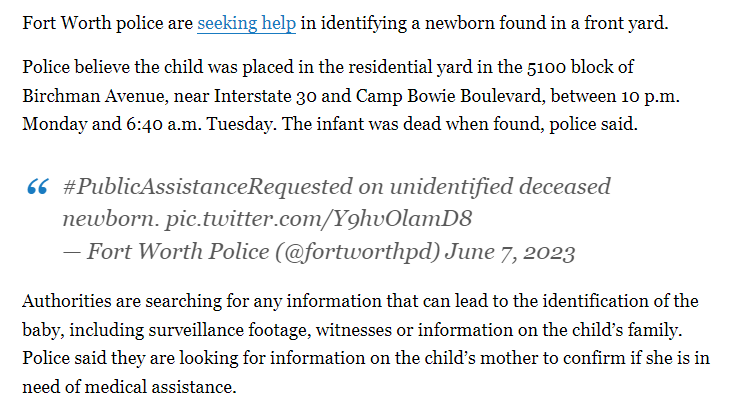 Fort Worth police are seeking help in identifying a newborn found in a front yard.
Police believe the child was placed in the residential yard in the 5100 block of
Birchman Avenue, near Interstate 30 and Camp Bowie Boulevard, between 10 p.m.
Monday and 6:40 a.m. Tuesday. The infant was dead when found, police said.
“ #PublicAssistanceRequested on unidentified deceased
newborn. pic.twitter.com/Y9hvOlamD8
— Fort Worth Police (@fortworthpd) June 7, 2023
Authorities are searching for any information that can lead to the identification of the
baby, including surveillance footage, witnesses or information on the child’s family.
Police said they are looking for information on the child’s mother to confirm if she is in
need of medical assistance.